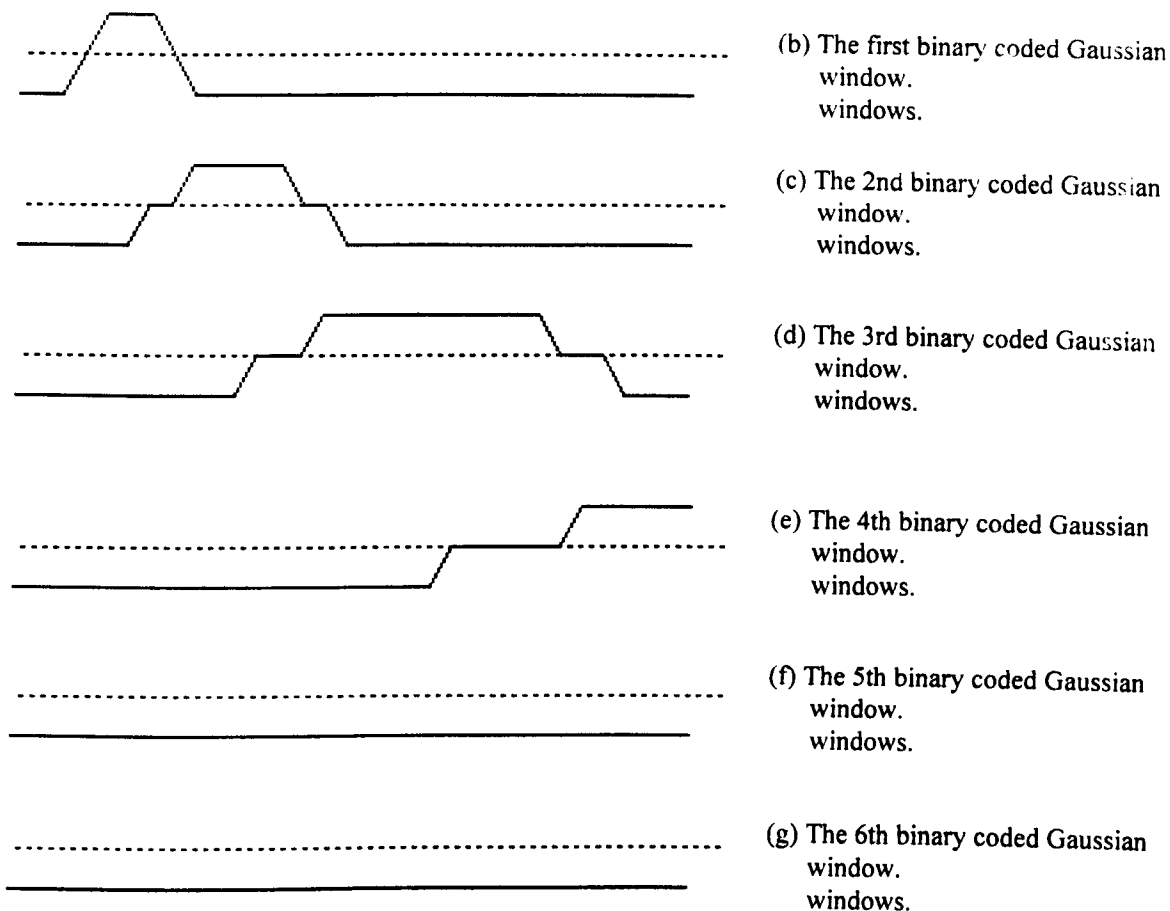 (b) The first binary coded Gaussian
window.
windows.
(c) The 2nd binary coded Gaussian
window.
windows.
(d) The 3rd binary coded Gaussian
window.
windows.
(e) The 4th binary coded Gaussian
window.
windows.
(f) The 5th binary coded Gaussian
window.
windows.
(g) The 6th binary coded Gaussian
window.
windows.